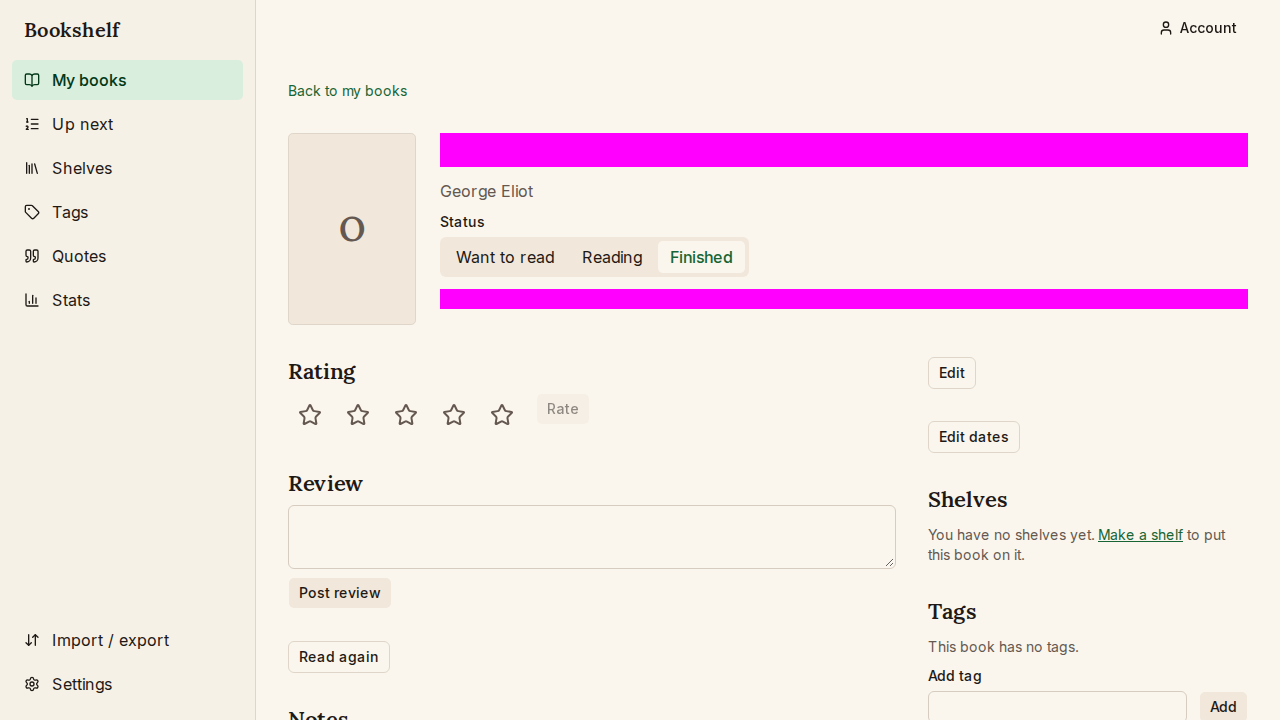 Bookshelf
My books
Up next
Shelves
Tags
Quotes
Stats
Import / export
Settings
Account
Back to my books
o
George Eliot
Status
Want to read
Reading
Finished
Rating
Rate
Review
Post review
Read again
Notes
Edit
Edit dates
Shelves
You have no shelves yet. Make a shelf to put
this book on it.
Tags
This book has no tags.
Add tag
Add